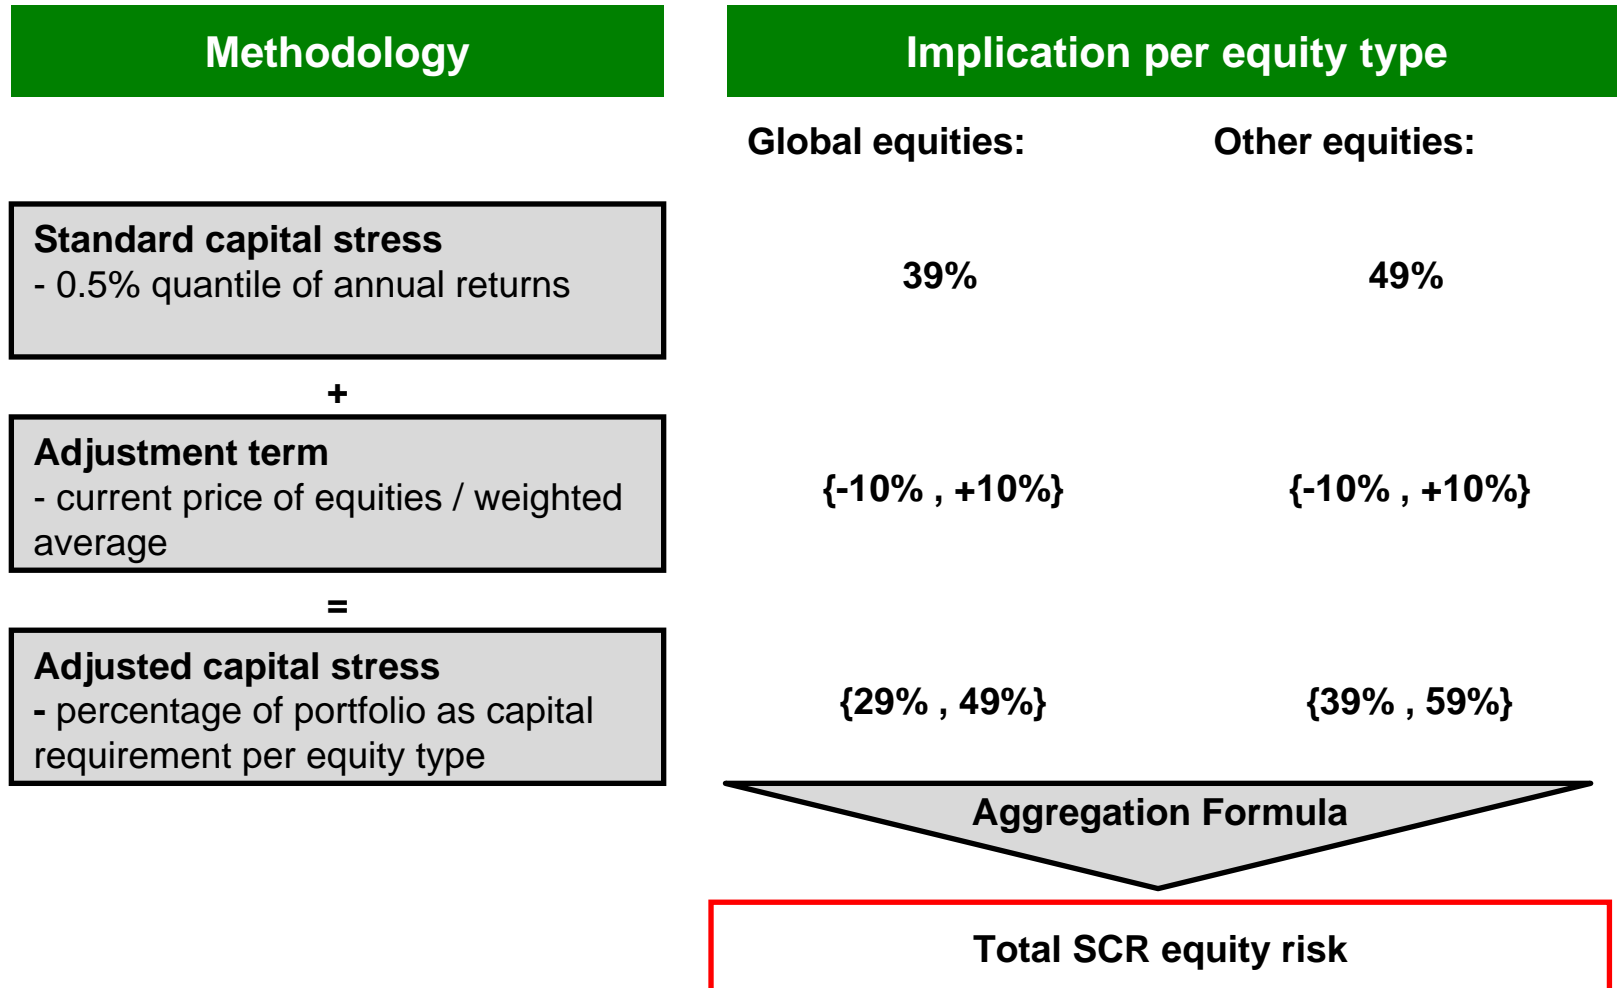 Methodology
Implication per equity type
Global equities:
Other equities:
Standard capital stress
- 0.5% quantile of annual returns
39%
49%
+
Adjustment term
- current price of equities / weighted
average
{-10% , +10%}
{-10% , +10%}
=
Adjusted capital stress
- percentage of portfolio as capital
requirement per equity type
{29% , 49%}
{39% , 59%}
Aggregation Formula
Total SCR equity risk